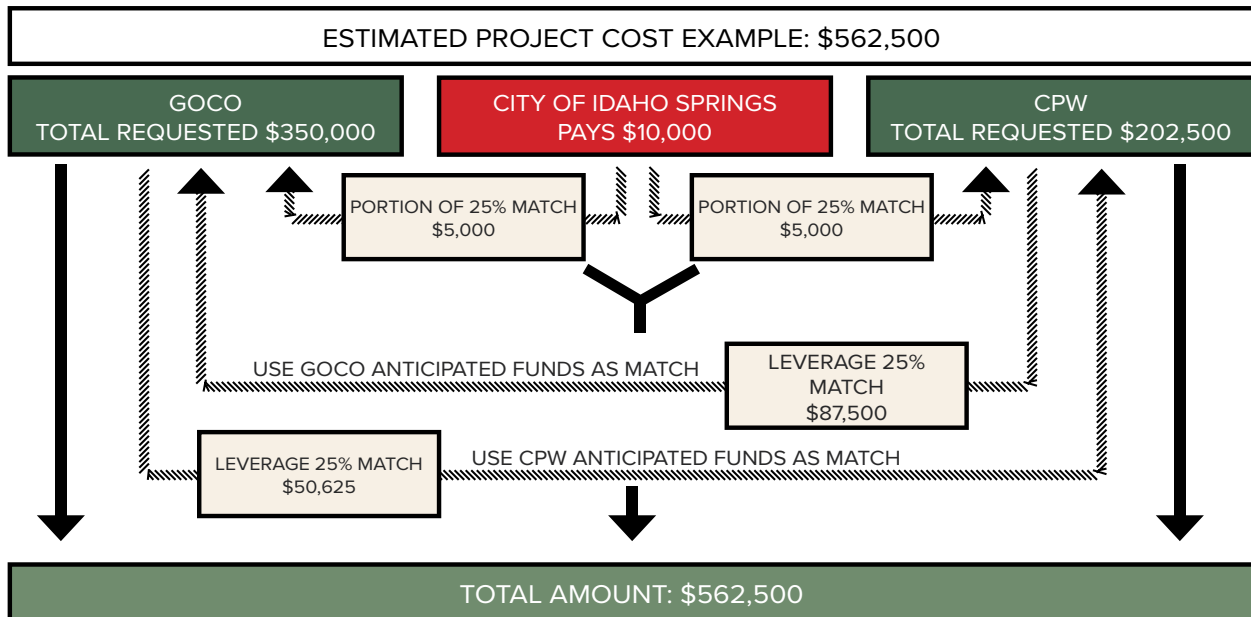 ESTIMATED PROJECT COST EXAMPLE: $562,500
GOCO
TOTAL REQUESTED $350,000
CITY OF IDAHO SPRINGS
PAYS $10,000
CPW
TOTAL REQUESTED $202,500
PORTION OF 25% MATCH
$5,000
PORTION OF 25% MATCH
$5,000
USE GOCO ANTICIPATED FUNDS AS MATCH
LEVERAGE 25%
MATCH
$87,500
LEVERAGE 25% MATCH
$50,625
USE CPW ANTICIPATED FUNDS AS MATCH
TOTAL AMOUNT: $562,500